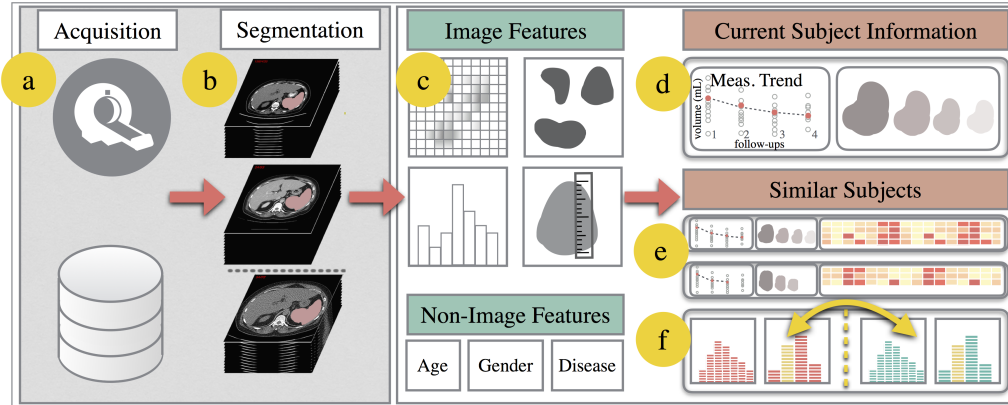 Acquisition
Segmentation
Image Features
Current Subject Information
a
b
c
d
Meas. Trend
volume (mL)
1 2 3 4
follow-ups
Similar Subjects
e
Non-Image Features
f
Age
Gender
Disease